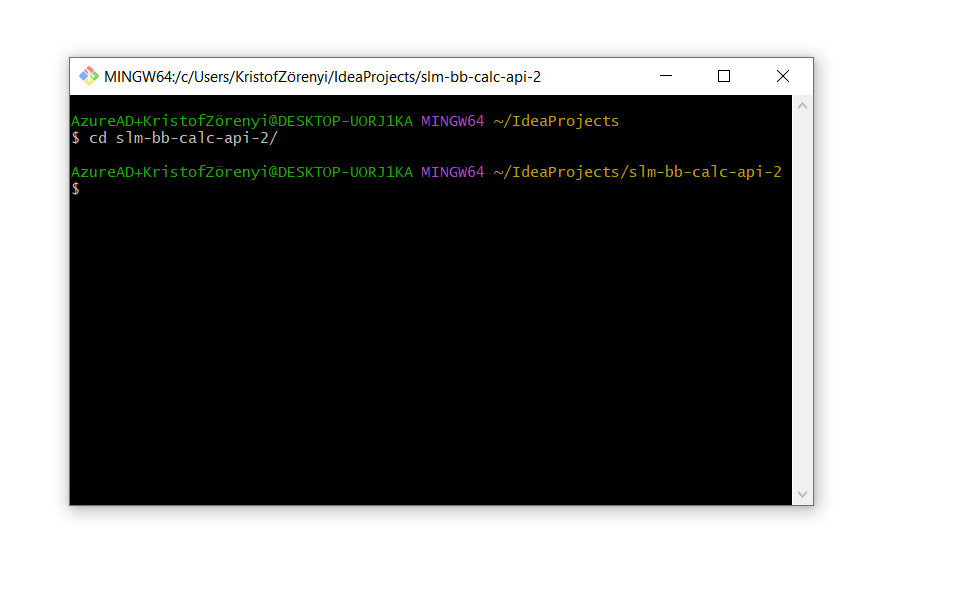 MINGW64:/c/Users/KristofZörenyi/IdeaProjects/slm-bb-calc-api-2
AzureAD+KristofZörenyi@DESKTOP-UORJ1KA MINGW64 ~/IdeaProjects
$ cd slm-bb-calc-api-2/
AzureAD+KristofZörenyi@DESKTOP-UORJ1KA MINGW64 ~/IdeaProjects/slm-bb-calc-api-2
$